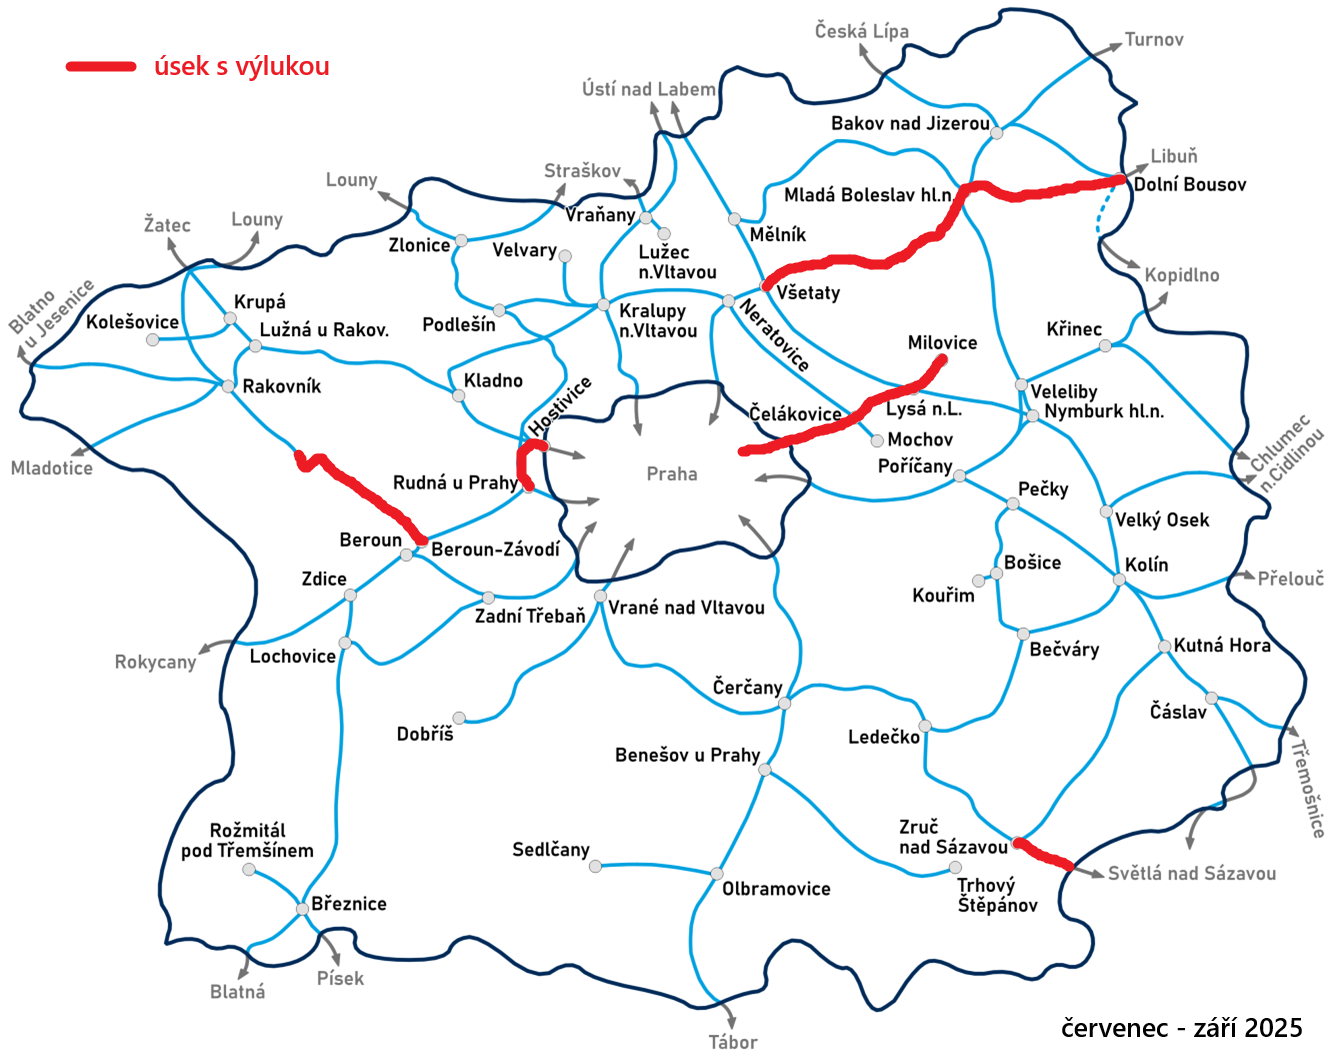 úsek s výlukou
Česká Lípa
Turnov
Ústí nad Labem
Bakov nad Jizerou
Libuň
Dolní Bousov
Straškov
Louny
Mladá Boleslav hl.n.
Vraňany
Žatec
Louny
Zlonice
Velvary
Mělník
Lužec
n.Vltavou
Kopidlno
Blatno
u Jesenice
Krupá
Kolešovice
Lužná u Rakov.
Podlešín
Kralupy
n.Vltavou
Neratovice
Všetaty
Křinec
Milovice
Rakovník
Kladno
Hostivice
Čelákovice
Lysá n.L.
Veleliby
Nymburk hl.n.
Mochov
Mladotice
Rudná u Prahy
Praha
Poříčany
Pečky
Chlumec
n.Cidlinou
Velký Osek
Beroun
Beroun-Závodí
Bošice
Kolín
Zdice
Kouřim
Přelouč
Zadní Třebaň
Vrané nad Vltavou
Rokycany
Lochovice
Bečváry
Kutná Hora
Čerčany
Dobříš
Ledečko
Čáslav
Benešov u Prahy
Třemošnice
Rožmitál
pod Třemšínem
Sedlčany
Zruč
nad Sázavou
Světlá nad Sázavou
Olbramovice
Trhový
Štěpánov
Březnice
Písek
Blatná
Tábor
červenec - září 2025